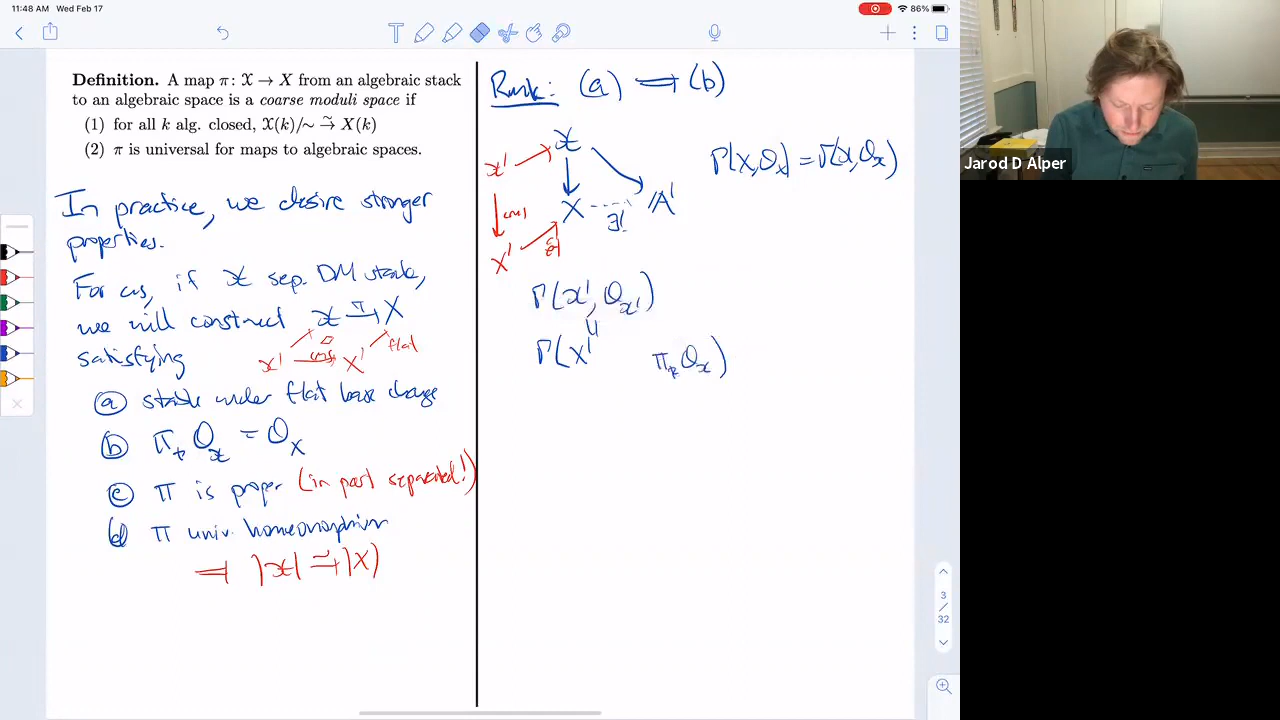 11:48 AM Wed Feb 17
86%
Definition. A map π: 𝒳 → X from an algebraic stack
to an algebraic space is a coarse moduli space if
(1) for all k alg. closed, 𝒳(k)/∼ ⥲ X(k)
(2) π is universal for maps to algebraic spaces.
In practice, we desire stronger
properties.
For us, if 𝒳 sep. DM stack,
we will construct 𝒳 →π X
satisfying
𝒳' → cms X' flat
ⓐ stable under flat base change
ⓑ π_* O_𝒳 = O_X
ⓒ π is proper (in part separated!)
ⓓ π univ. homeomorphism
⟹ |𝒳| ⥲ |X|
Rmk: (a) ⟹ (b)
𝒳' → 𝒳
Γ(X, O_X) = Γ(𝒳, O_𝒳)
cms
X ⇢ 𝔸¹
∃!
X' ét
Γ(𝒳', O_𝒳')
Γ(X' π_* O_𝒳)
3
/
32
Jarod D Alper